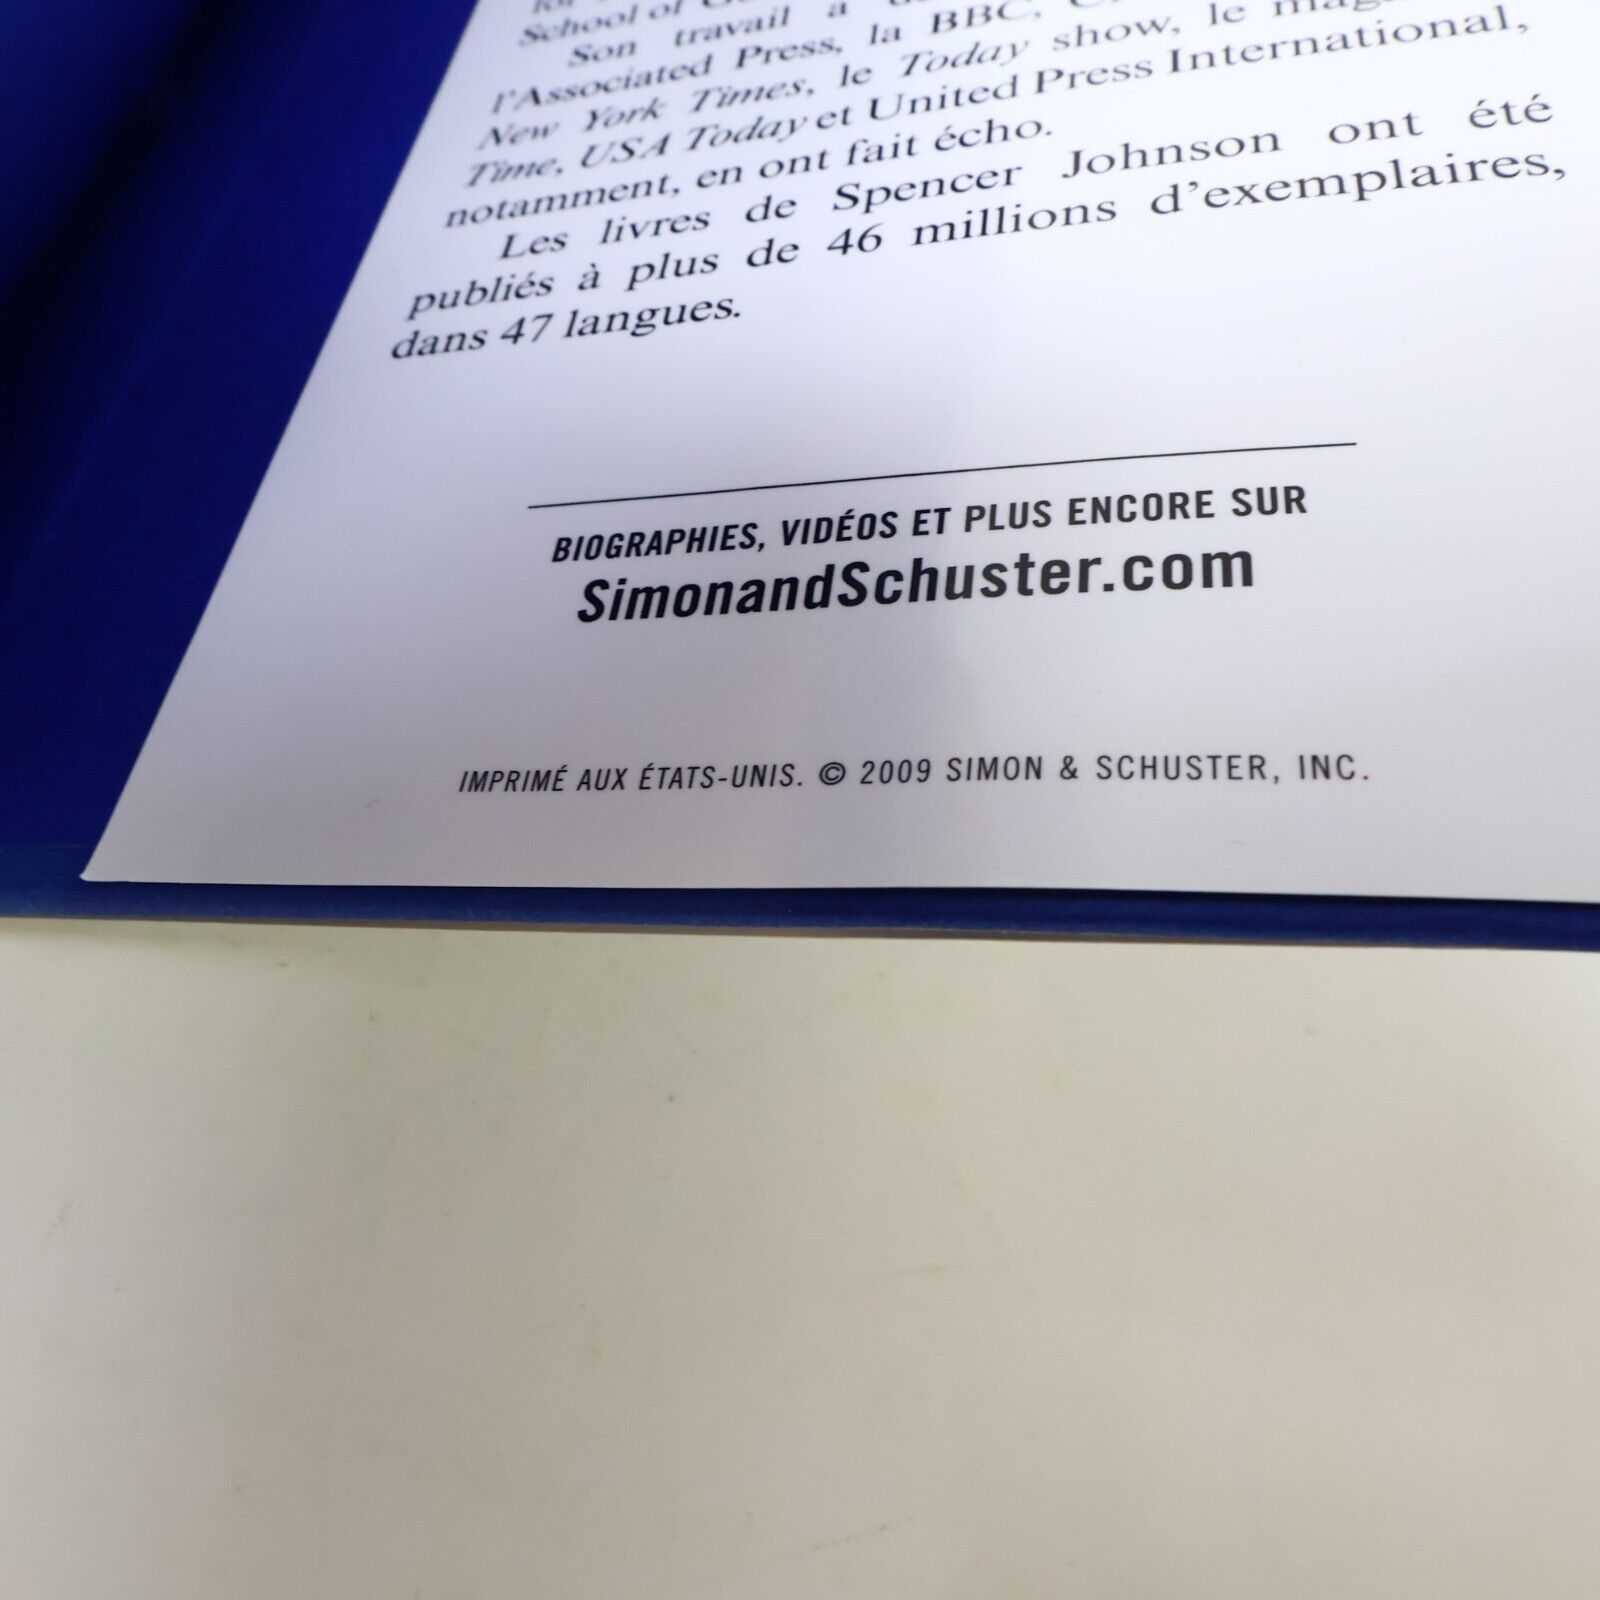 School of
Son travail a
l'Associated Press, la BBC,
New York Times, le Today show, le
Time, USA Today et United Press International,
notamment, en ont fait écho.
Les livres de Spencer Johnson ont été
publiés à plus de 46 millions d'exemplaires,
dans 47 langues.
BIOGRAPHIES, VIDÉOS ET PLUS ENCORE SUR
SimonandSchuster.com
IMPRIMÉ AUX ÉTATS-UNIS. © 2009 SIMON & SCHUSTER, INC.